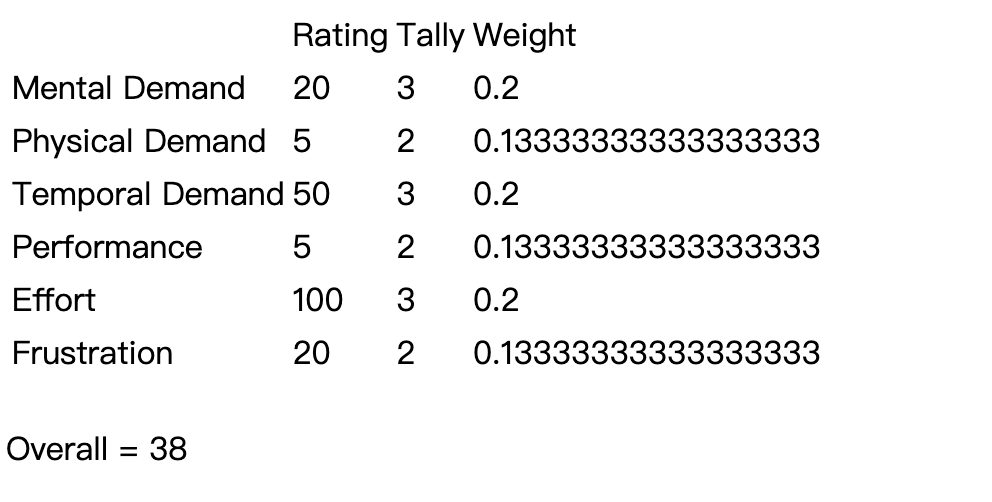 Rating Tally Weight
Mental Demand 20 3 0.2
Physical Demand 5 2 0.13333333333333333
Temporal Demand 50 3 0.2
Performance 5 2 0.13333333333333333
Effort 100 3 0.2
Frustration 20 2 0.13333333333333333
Overall = 38